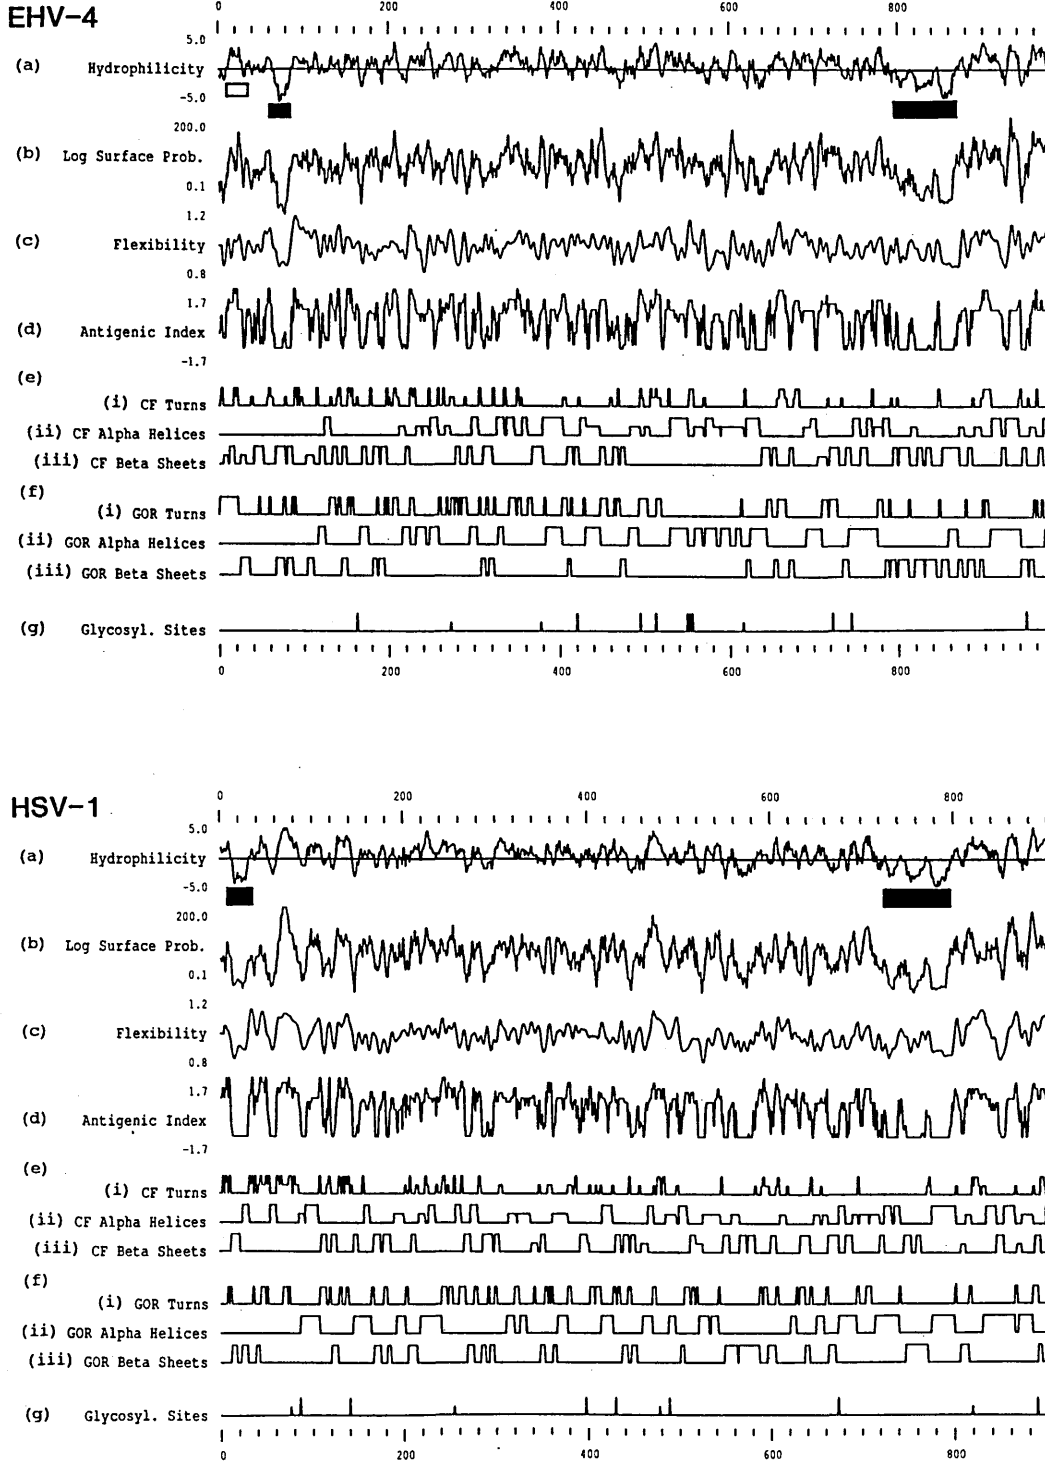 EHV-4
0 200 400 600 800
5.0
(a) Hydrophilicity
-5.0
200.0
(b) Log Surface Prob.
0.1
1.2
(c) Flexibility
0.8
1.7
(d) Antigenic Index
-1.7
(e)
(i) CF Turns
(ii) CF Alpha Helices
(iii) CF Beta Sheets
(f)
(i) GOR Turns
(ii) GOR Alpha Helices
(iii) GOR Beta Sheets
(g) Glycosyl. Sites
0 200 400 600 800
HSV-1
0 200 400 600 800
5.0
(a) Hydrophilicity
-5.0
200.0
(b) Log Surface Prob.
0.1
1.2
(c) Flexibility
0.8
1.7
(d) Antigenic Index
-1.7
(e)
(i) CF Turns
(ii) CF Alpha Helices
(iii) CF Beta Sheets
(f)
(i) GOR Turns
(ii) GOR Alpha Helices
(iii) GOR Beta Sheets
(g) Glycosyl. Sites
0 200 400 600 800